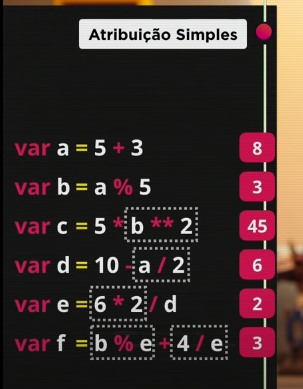 Atribuição Simples
var a = 5 + 3 8
var b = a % 5 3
var c = 5 * b ** 2 45
var d = 10 - a / 2 6
var e = 6 * 2 / d 2
var f = b % e + 4 / e 3